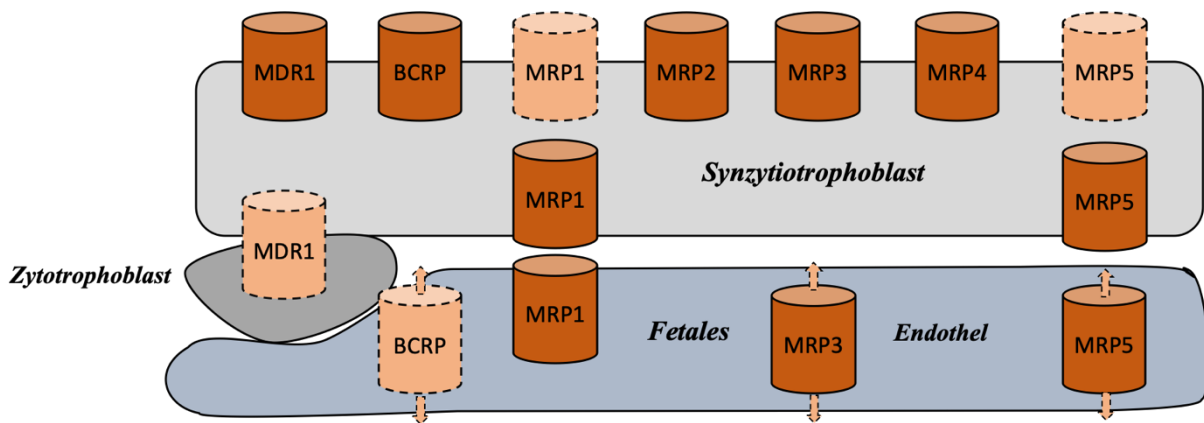 MDR1 BCRP MRP1 MRP2 MRP3 MRP4 MRP5
Synzytiotrophoblast
MRP1 MRP5
MDR1
Zytotrophoblast
MRP1
Fetales Endothel
BCRP MRP3 MRP5